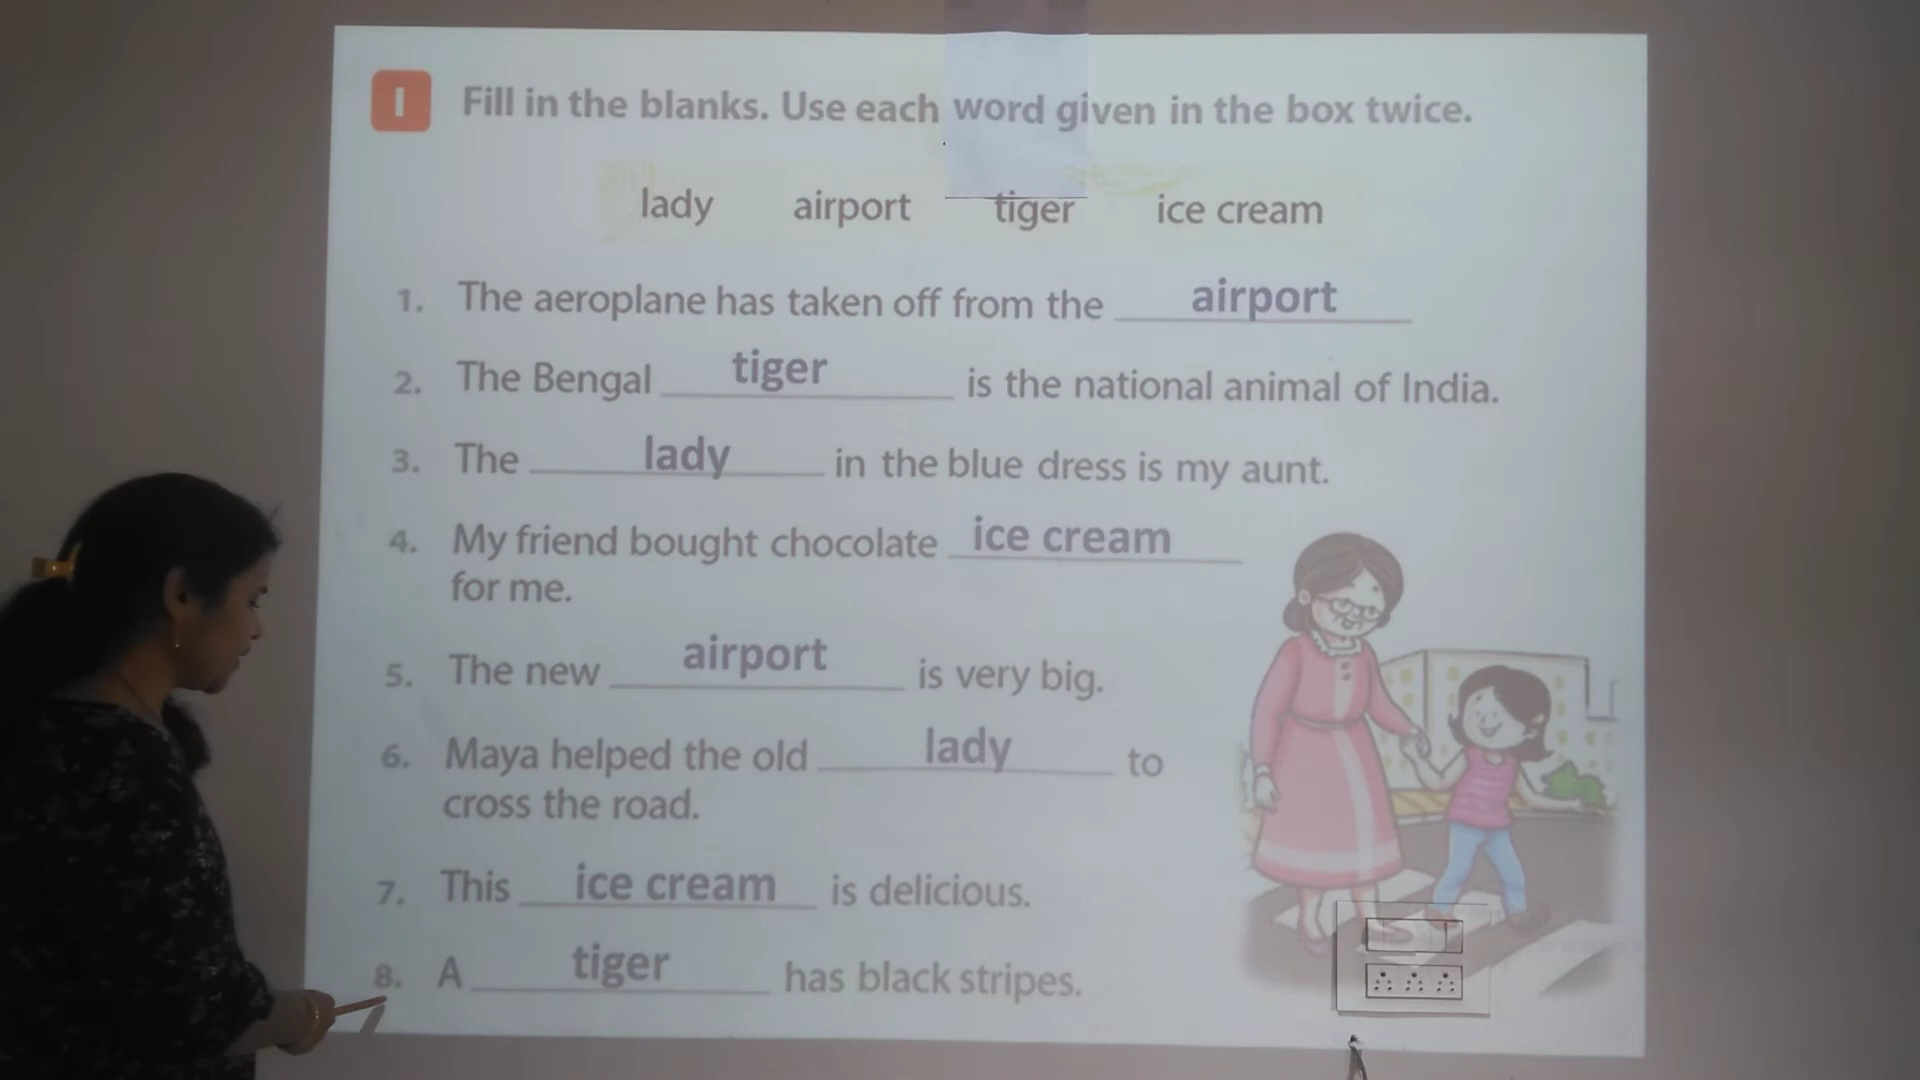 I Fill in the blanks. Use each word given in the box twice.
lady airport tiger ice cream
1. The aeroplane has taken off from the airport
2. The Bengal tiger is the national animal of India.
3. The lady in the blue dress is my aunt.
4. My friend bought chocolate ice cream
for me.
5. The new airport is very big.
6. Maya helped the old lady to
cross the road.
7. This ice cream is delicious.
8. A tiger has black stripes.